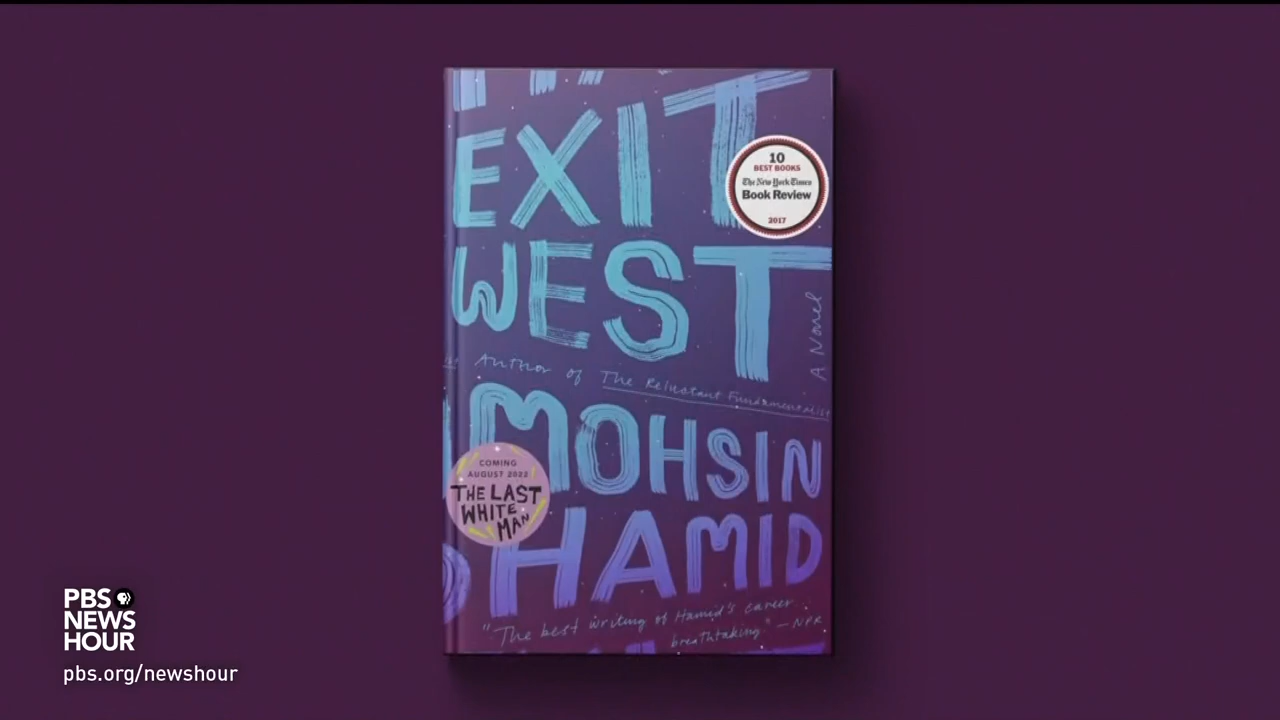 EXIT
WEST
A Novel
Author of The Reluctant Fundamentalist
MOHSIN
HAMID
"The best writing of Hamid's career...
breathtaking." —NPR
10
BEST BOOKS
The New York Times
Book Review
2017
COMING
AUGUST 2022
THE LAST
WHITE
MAN
PBS
NEWS
HOUR
pbs.org/newshour